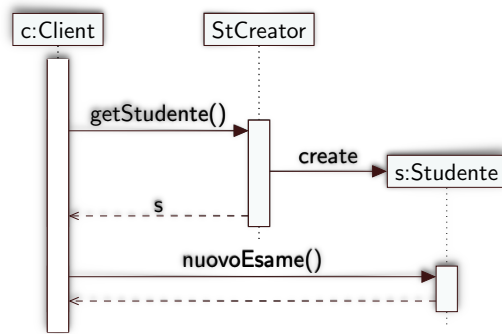 c:Client
StCreator
getStudente()
create
s:Studente
s
nuovoEsame()